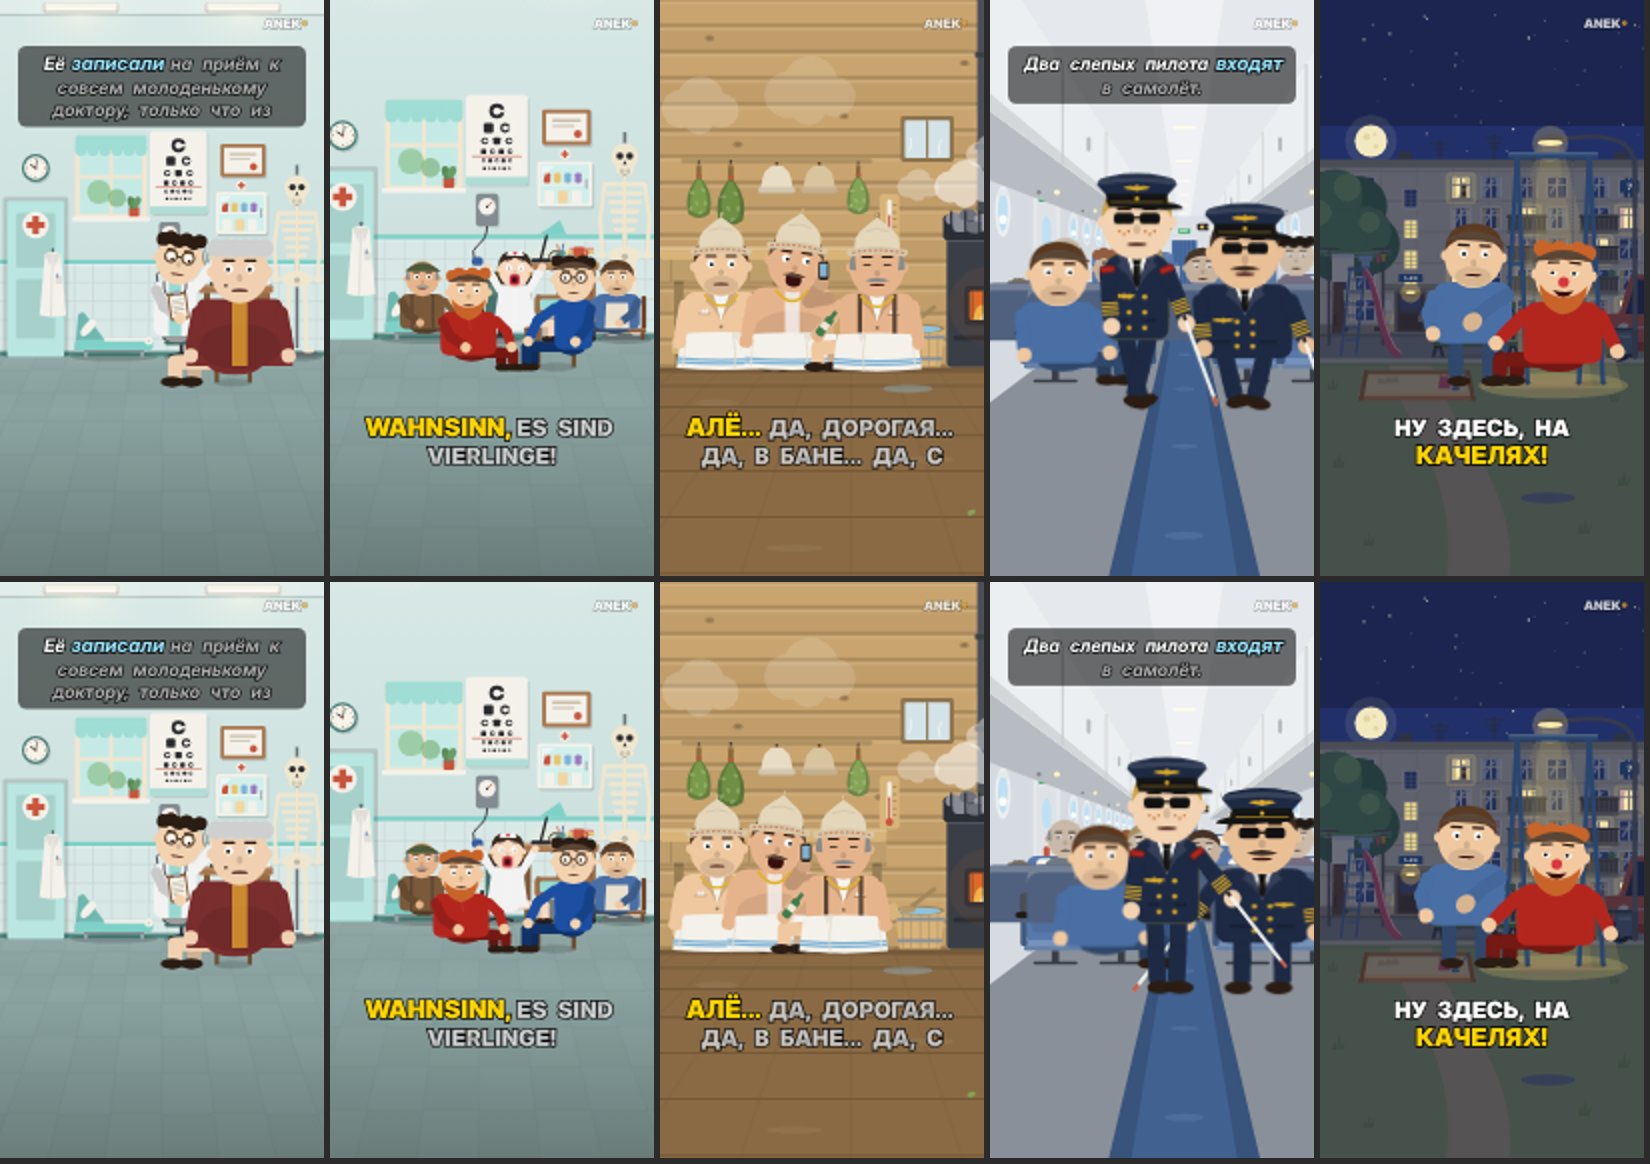 ANEK
Её записали на приём к
совсем молоденькому
доктору, только что из
ANEK
WAHNSINN, ES SIND
VIERLINGE!
ANEK
АЛЁ... ДА, ДОРОГАЯ...
ДА, В БАНЕ... ДА, С
ANEK
Два слепых пилота входят
в самолёт.
ANEK
НУ ЗДЕСЬ, НА
КАЧЕЛЯХ!
ANEK
Её записали на приём к
совсем молоденькому
доктору, только что из
ANEK
WAHNSINN, ES SIND
VIERLINGE!
ANEK
АЛЁ... ДА, ДОРОГАЯ...
ДА, В БАНЕ... ДА, С
ANEK
Два слепых пилота входят
в самолёт.
ANEK
НУ ЗДЕСЬ, НА
КАЧЕЛЯХ!